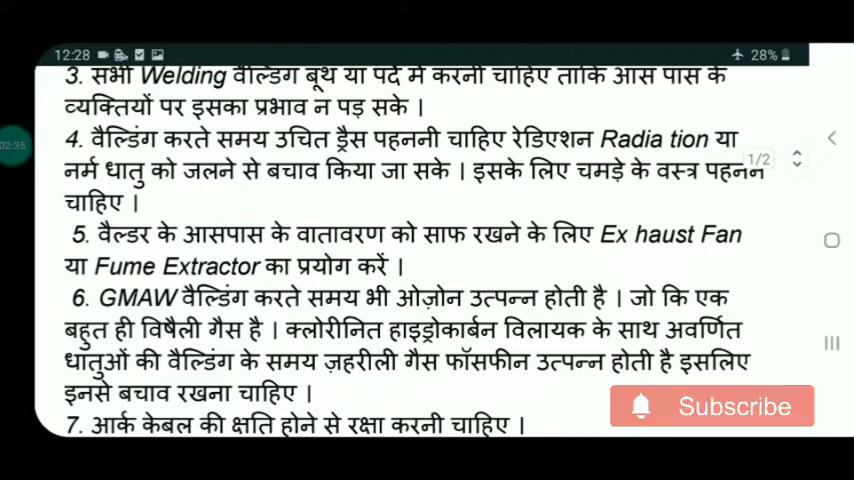 12:28
28%
3. सभी Welding वैल्डिंग बूथ या पर्दे में करनी चाहिए ताकि आस पास के
व्यक्तियों पर इसका प्रभाव न पड़ सके ।
02:35
4. वैल्डिंग करते समय उचित ड्रैस पहननी चाहिए रेडिएशन Radia tion या
1/2
नर्म धातु को जलने से बचाव किया जा सके । इसके लिए चमड़े के वस्त्र पहनने
चाहिए ।
5. वैल्डर के आसपास के वातावरण को साफ रखने के लिए Ex haust Fan
या Fume Extractor का प्रयोग करें ।
6. GMAW वैल्डिंग करते समय भी ओज़ोन उत्पन्न होती है । जो कि एक
बहुत ही विषैली गैस है । क्लोरीनित हाइड्रोकार्बन विलायक के साथ अवर्णित
धातुओं की वैल्डिंग के समय ज़हरीली गैस फॉसफीन उत्पन्न होती है इसलिए
इनसे बचाव रखना चाहिए ।
Subscribe
7. आर्क केबल की क्षति होने से रक्षा करनी चाहिए ।